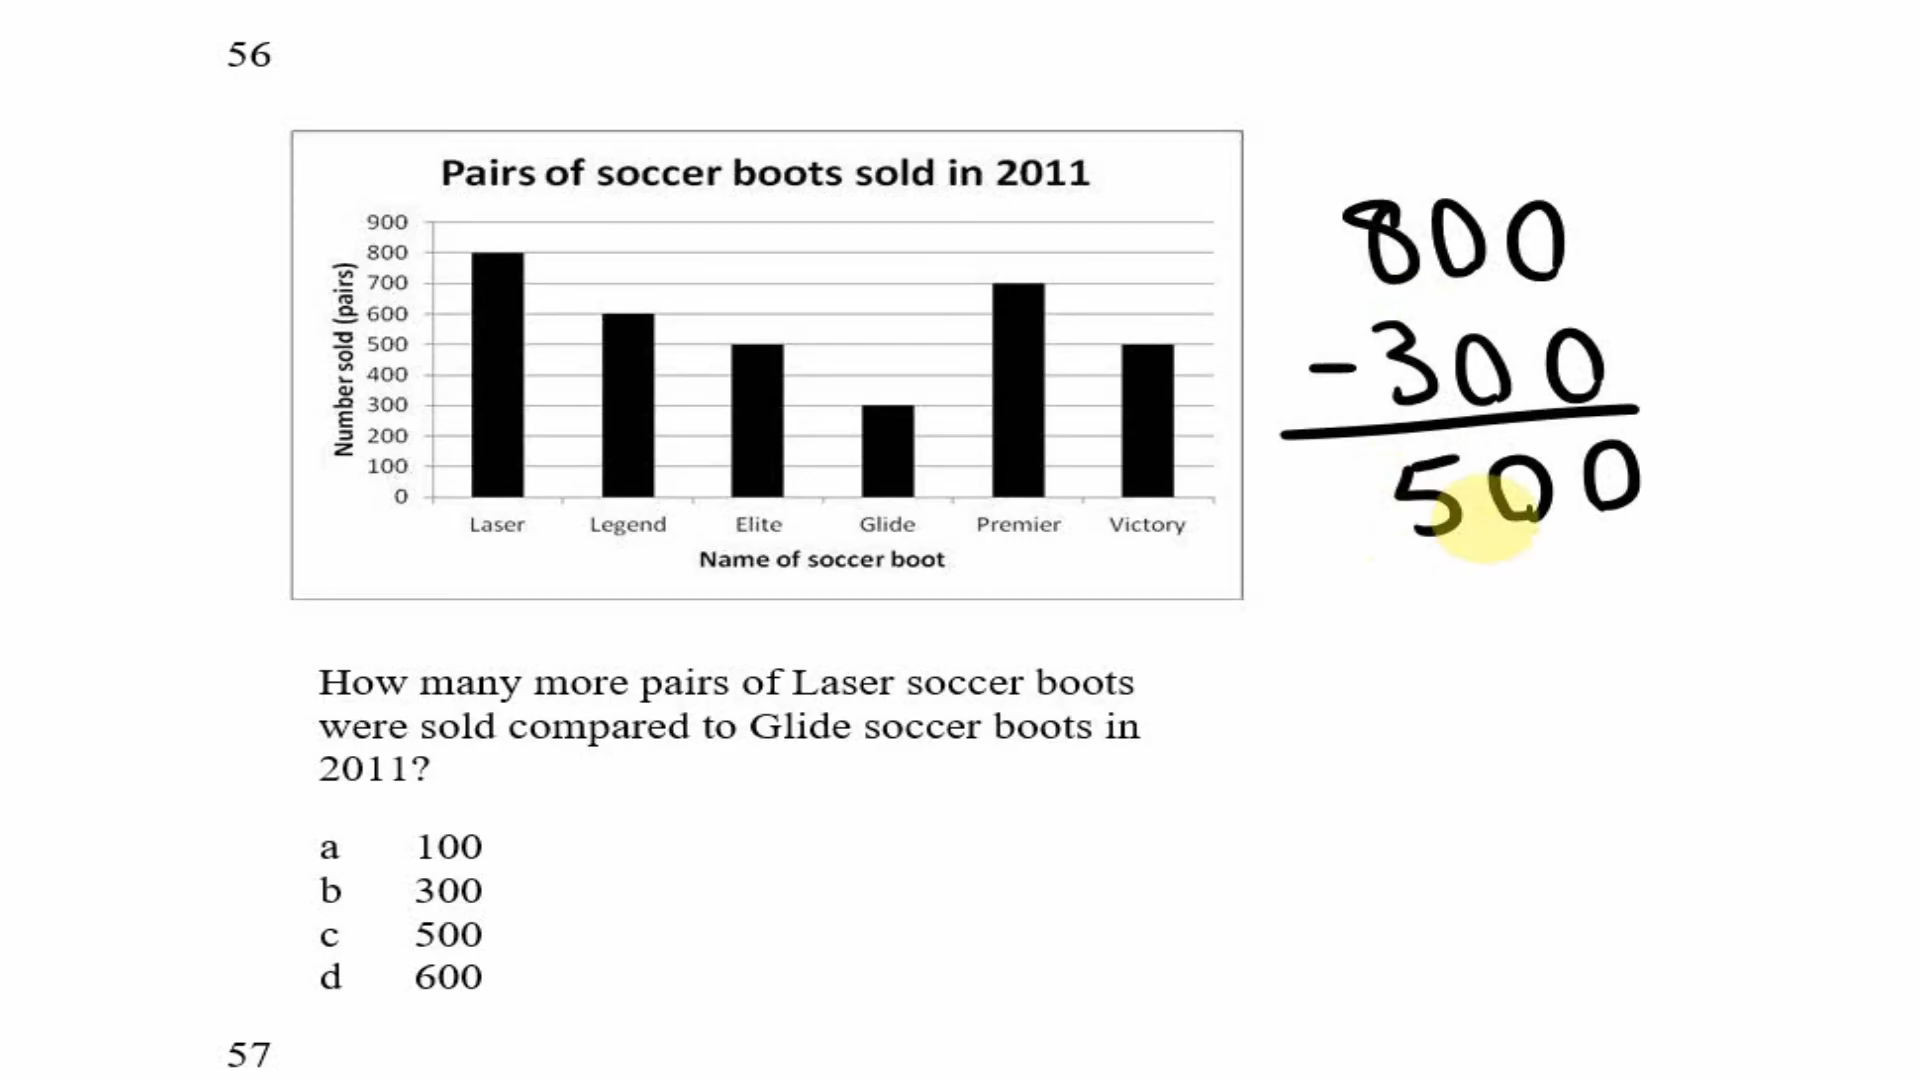 56
Pairs of soccer boots sold in 2011
Number sold (pairs)
900
800
700
600
500
400
300
200
100
0
Laser Legend Elite Glide Premier Victory
Name of soccer boot
800
-300
500
How many more pairs of Laser soccer boots
were sold compared to Glide soccer boots in
2011?
a 100
b 300
c 500
d 600
57